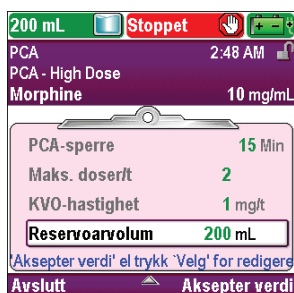 200 mL Stoppet
PCA 2:48 AM
PCA - High Dose
Morphine 10 mg/mL
PCA-sperre 15 Min
Maks. doser/t 2
KVO-hastighet 1 mg/t
Reservoarvolum 200 mL
'Aksepter verdi' el trykk `Velg' for redigere
Avslutt Aksepter verdi